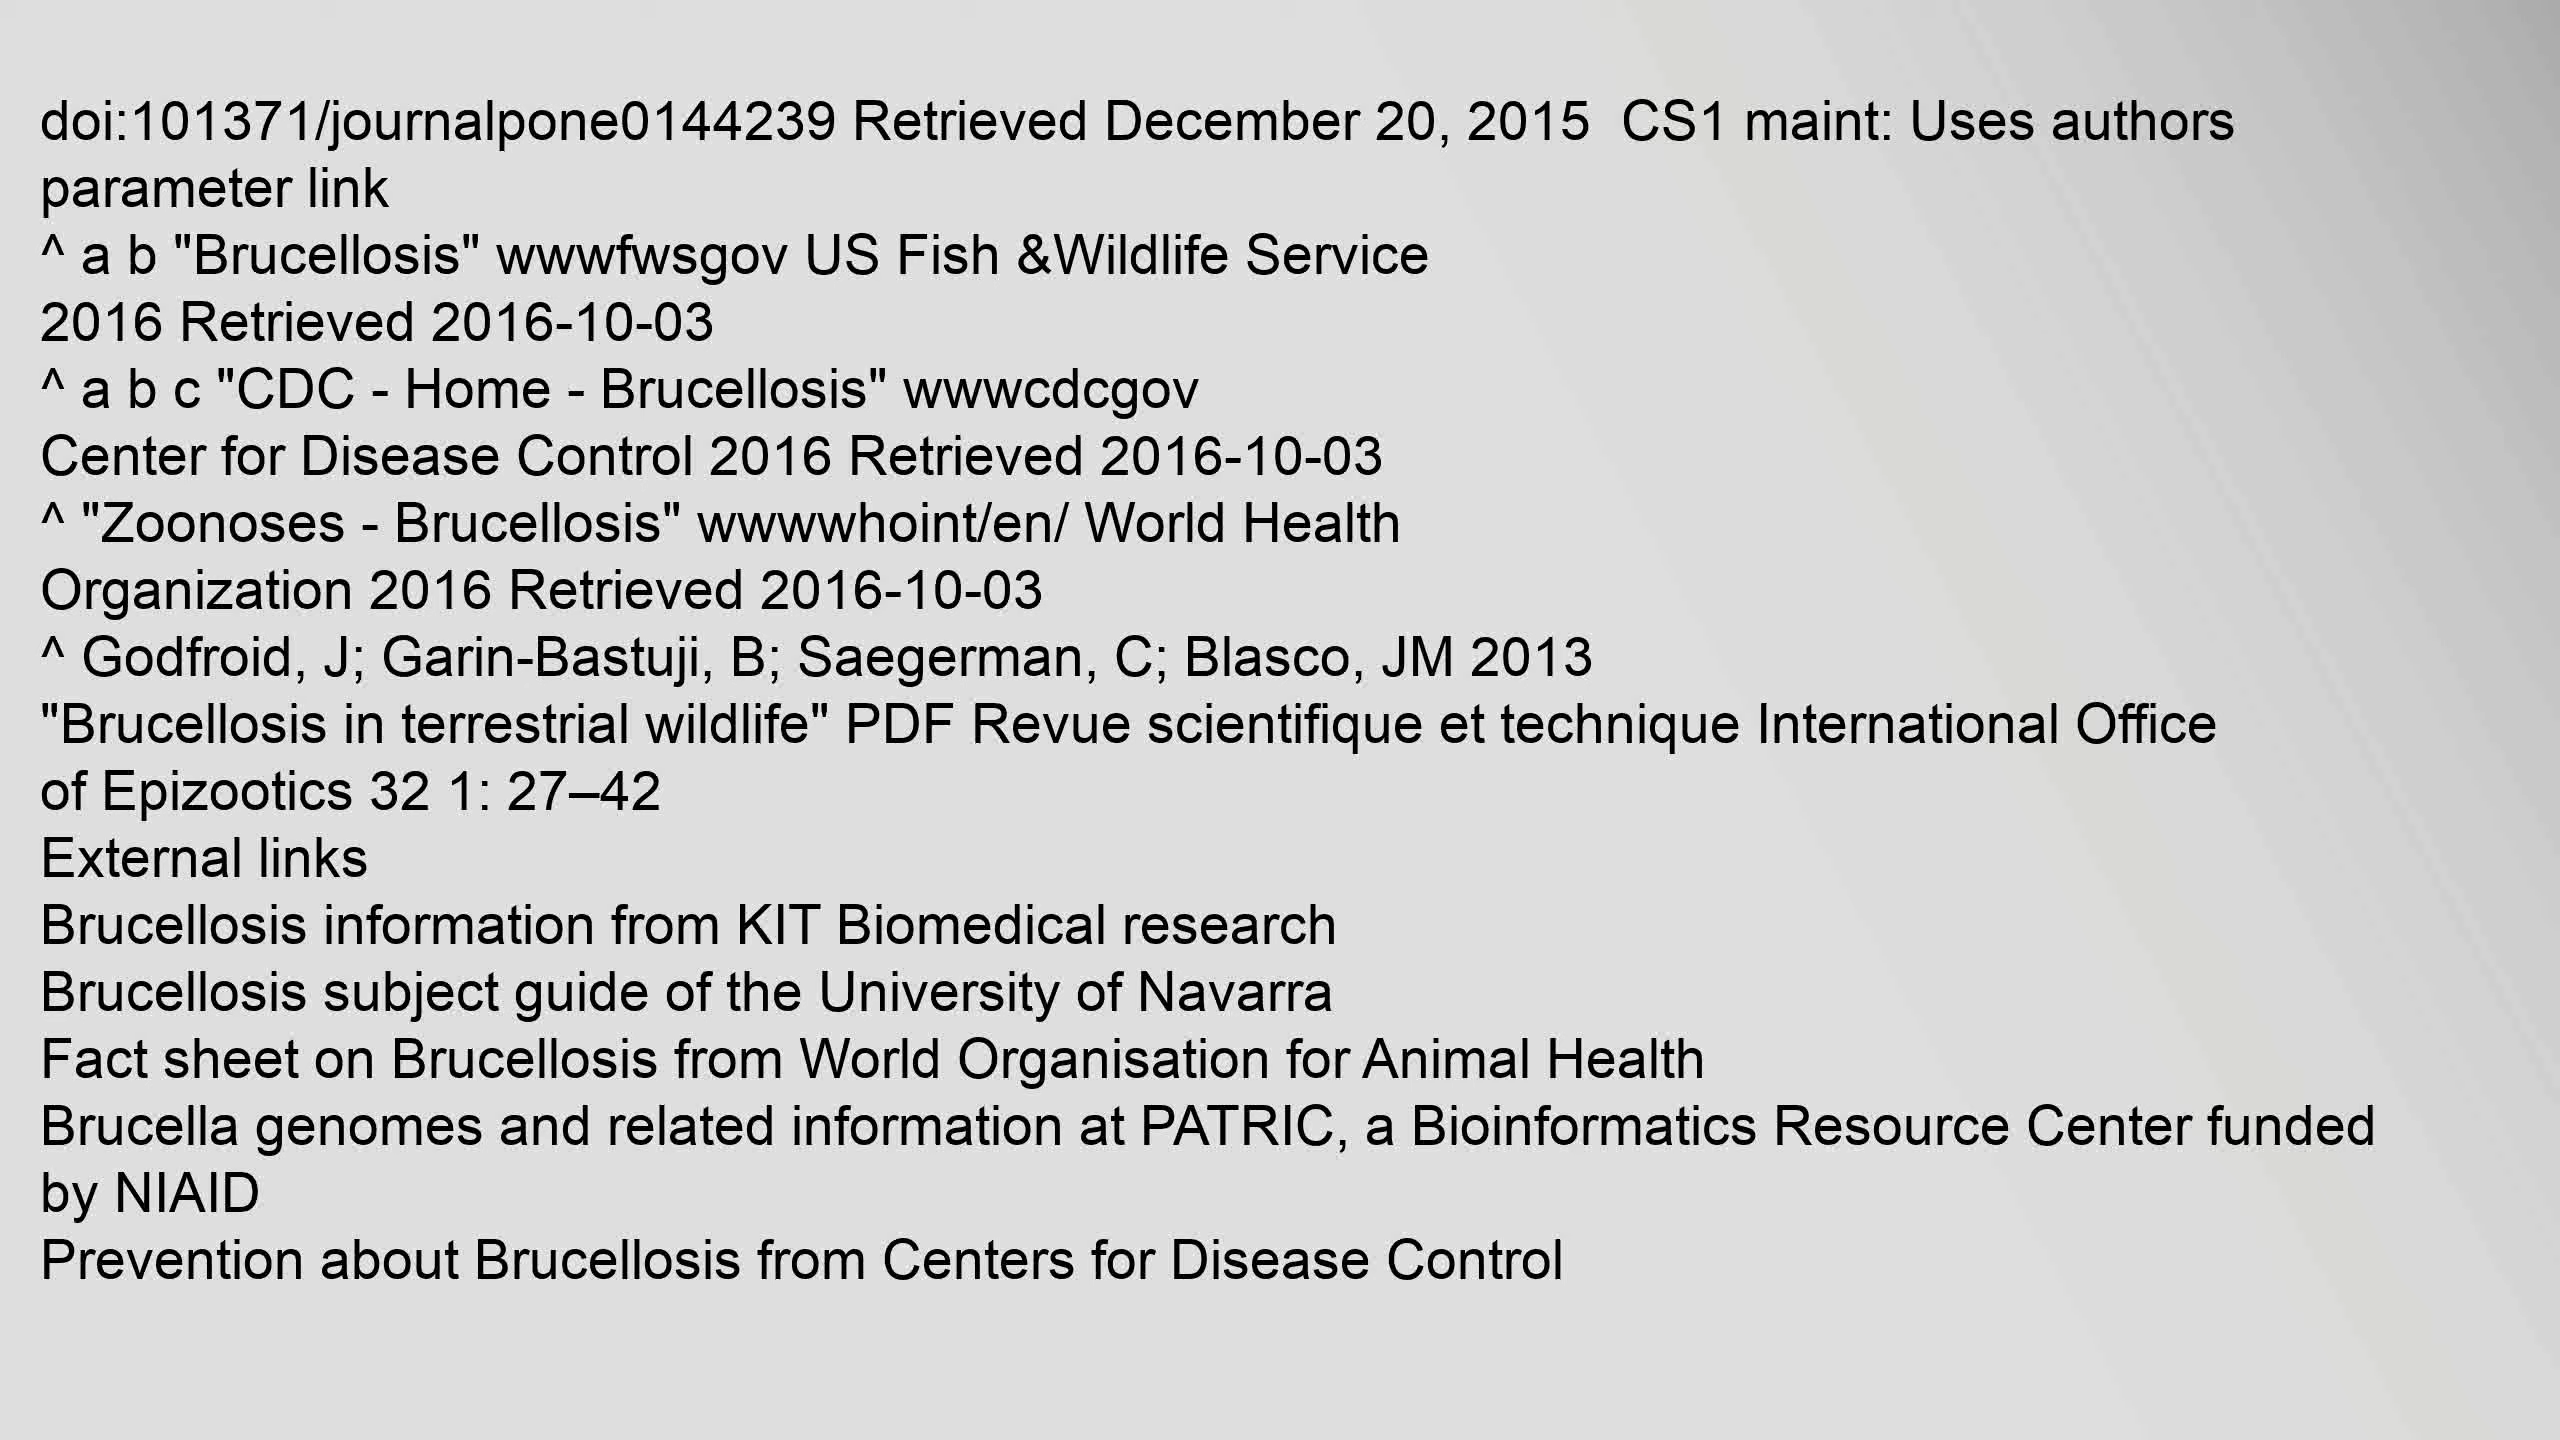 doi:101371/journalpone0144239 Retrieved December 20, 2015  CS1 maint: Uses authors
parameter link
^ a b "Brucellosis" wwwfwsgov US Fish &Wildlife Service
2016 Retrieved 2016-10-03
^ a b c "CDC - Home - Brucellosis" wwwcdcgov
Center for Disease Control 2016 Retrieved 2016-10-03
^ "Zoonoses - Brucellosis" wwwwhoint/en/ World Health
Organization 2016 Retrieved 2016-10-03
^ Godfroid, J; Garin-Bastuji, B; Saegerman, C; Blasco, JM 2013
"Brucellosis in terrestrial wildlife" PDF Revue scientifique et technique International Office
of Epizootics 32 1: 27–42
External links
Brucellosis information from KIT Biomedical research
Brucellosis subject guide of the University of Navarra
Fact sheet on Brucellosis from World Organisation for Animal Health
Brucella genomes and related information at PATRIC, a Bioinformatics Resource Center funded
by NIAID
Prevention about Brucellosis from Centers for Disease Control